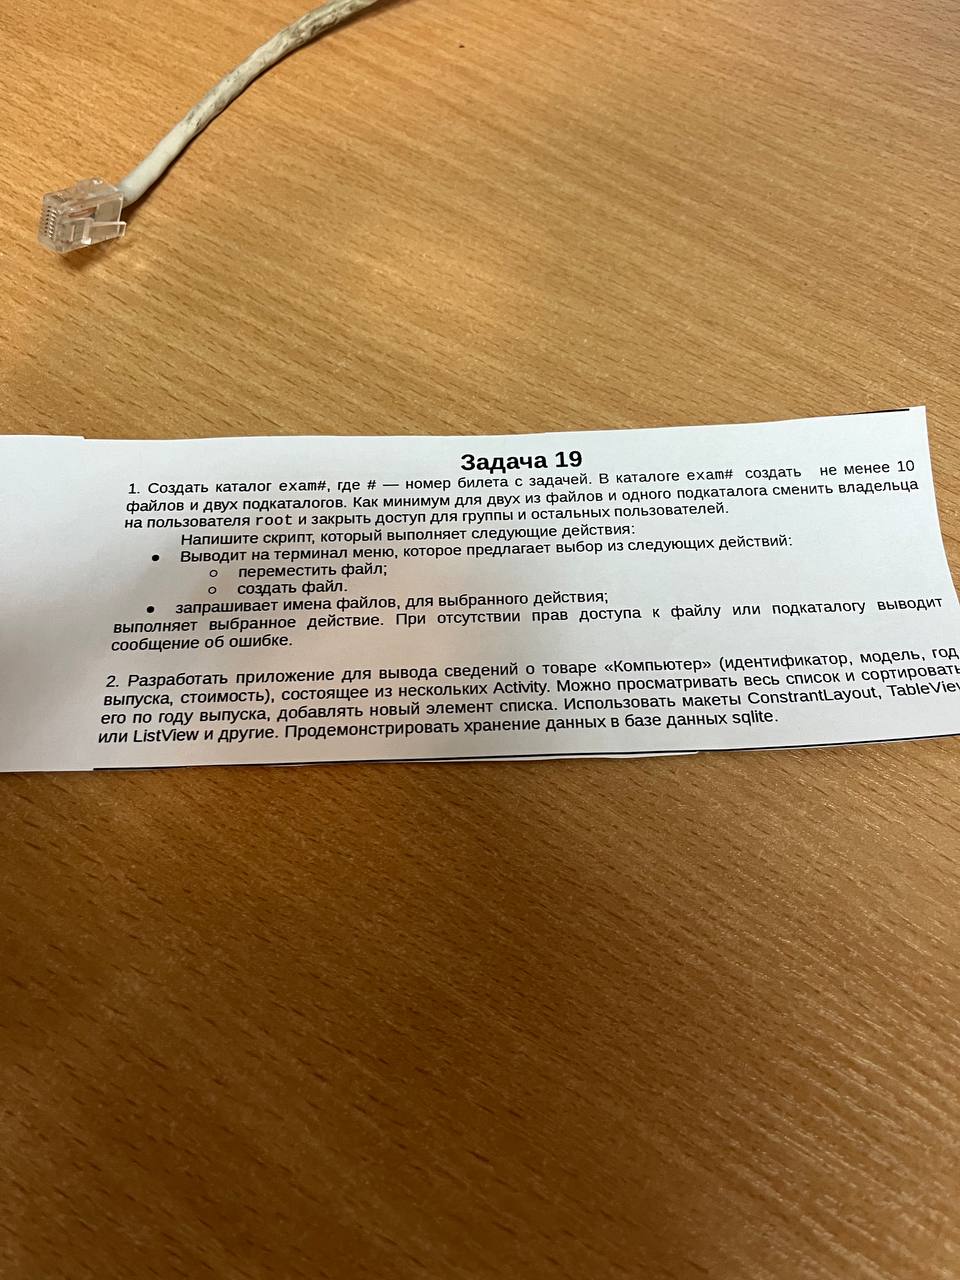 Задача 19
1. Создать каталог exam#, где # — номер билета с задачей. В каталоге exam# создать не менее 10
файлов и двух подкаталогов. Как минимум для двух из файлов и одного подкаталога сменить владельца
на пользователя root и закрыть доступ для группы и остальных пользователей.
Напишите скрипт, который выполняет следующие действия:
• Выводит на терминал меню, которое предлагает выбор из следующих действий:
○ переместить файл;
○ создать файл.
• запрашивает имена файлов, для выбранного действия;
выполняет выбранное действие. При отсутствии прав доступа к файлу или подкаталогу выводит
сообщение об ошибке.
2. Разработать приложение для вывода сведений о товаре «Компьютер» (идентификатор, модель, год
выпуска, стоимость), состоящее из нескольких Activity. Можно просматривать весь список и сортировать
его по году выпуска, добавлять новый элемент списка. Использовать макеты ConstrantLayout, TableView
или ListView и другие. Продемонстрировать хранение данных в базе данных sqlite.